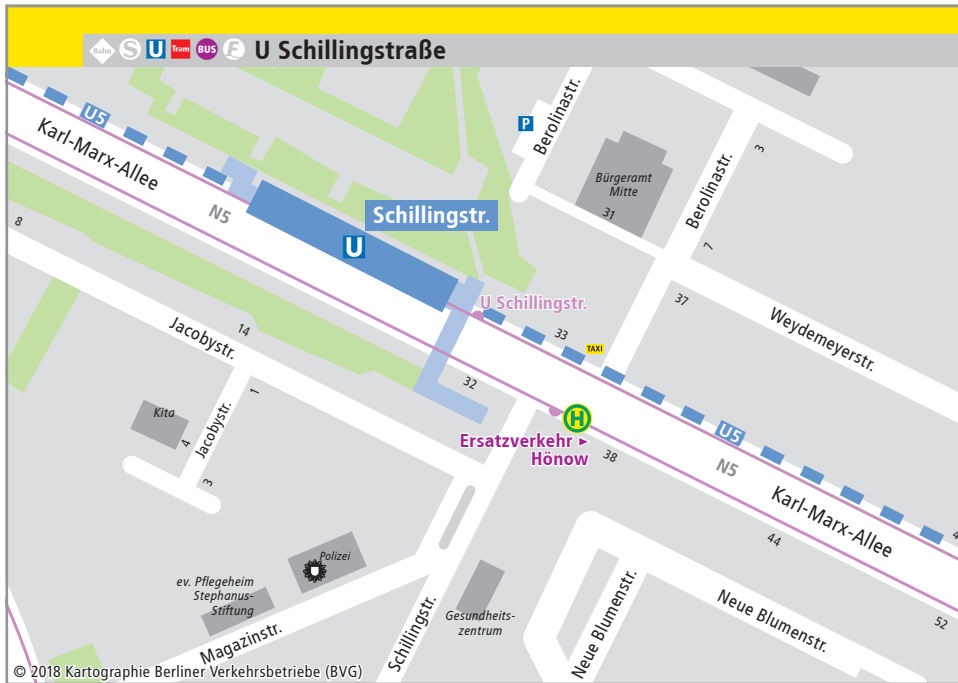 Bahn S U Tram BUS F U Schillingstraße
U5
Karl-Marx-Allee
N5
8
Schillingstr.
U
P
Berolinastr.
Bürgeramt
Mitte
31
Berolinastr.
3
7
37
Weydemeyerstr.
U Schillingstr.
33
TAXI
14
Jacobystr.
32
Kita
4
Jacobystr.
1
3
H
Ersatzverkehr ►
Hönow
38
U5
N5
Karl-Marx-Allee
4
44
52
Polizei
ev. Pflegeheim
Stephanus-
Stiftung
Magazinstr.
Schillingstr.
Gesundheits-
zentrum
Neue Blumenstr.
Neue Blumenstr.
© 2018 Kartographie Berliner Verkehrsbetriebe (BVG)